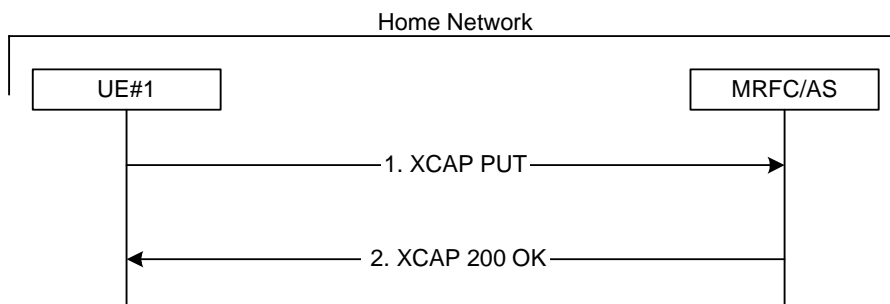 Home Network
UE#1
MRFC/AS
1. XCAP PUT
2. XCAP 200 OK